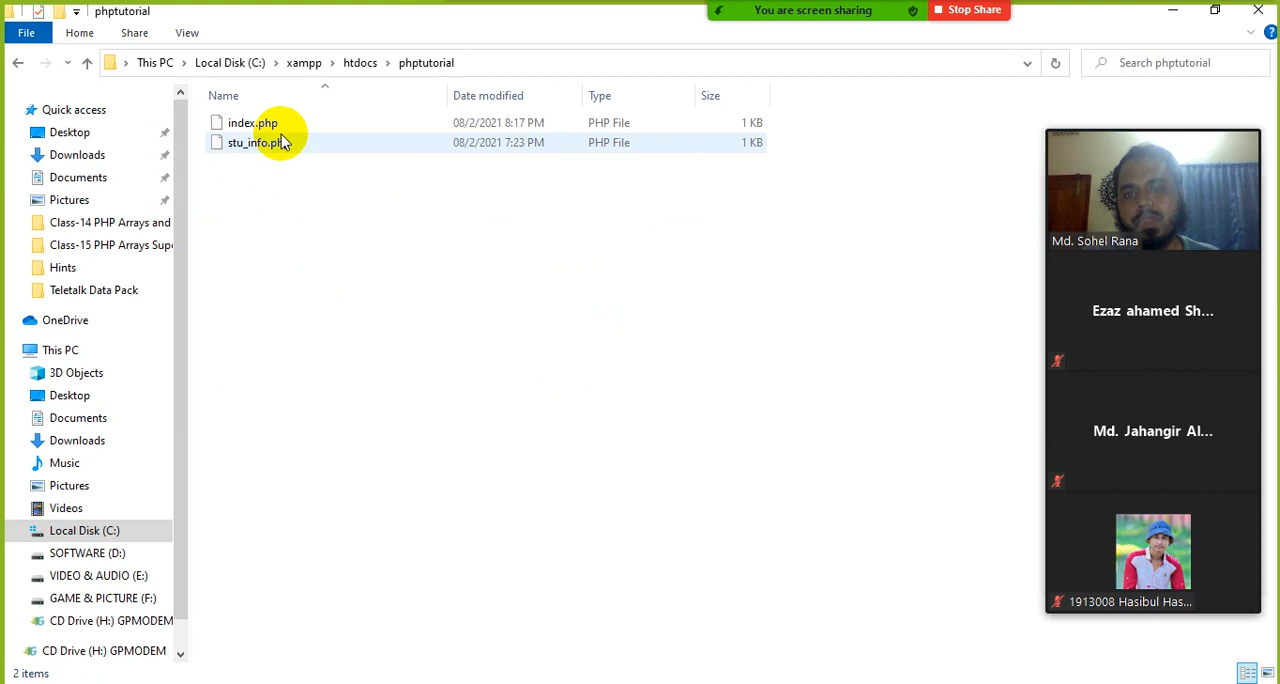 phptutorial
You are screen sharing
Stop Share
File Home Share View
This PC Local Disk (C:) xampp htdocs phptutorial
Search phptutorial
Name Date modified Type Size
index.php 08/2/2021 8:17 PM PHP File 1 KB
stu_info.ph 08/2/2021 7:23 PM PHP File 1 KB
Quick access
Desktop
Downloads
Documents
Pictures
Class-14 PHP Arrays and
Class-15 PHP Arrays Supe
Hints
Teletalk Data Pack
OneDrive
This PC
3D Objects
Desktop
Documents
Downloads
Music
Pictures
Videos
Local Disk (C:)
SOFTWARE (D:)
VIDEO & AUDIO (E:)
GAME & PICTURE (F:)
CD Drive (H:) GPMODEM
CD Drive (H:) GPMODEM
2 items
Md. Sohel Rana
Ezaz ahamed Sh...
Md. Jahangir Al...
1913008 Hasibul Has...